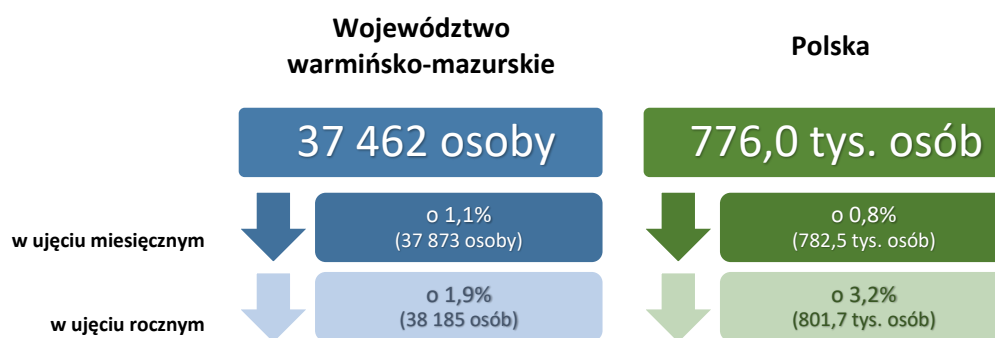 Województwo
warmińsko-mazurskie
Polska
37 462 osoby
776,0 tys. osób
w ujęciu miesięcznym
o 1,1%
(37 873 osoby)
o 0,8%
(782,5 tys. osób)
w ujęciu rocznym
o 1,9%
(38 185 osób)
o 3,2%
(801,7 tys. osób)